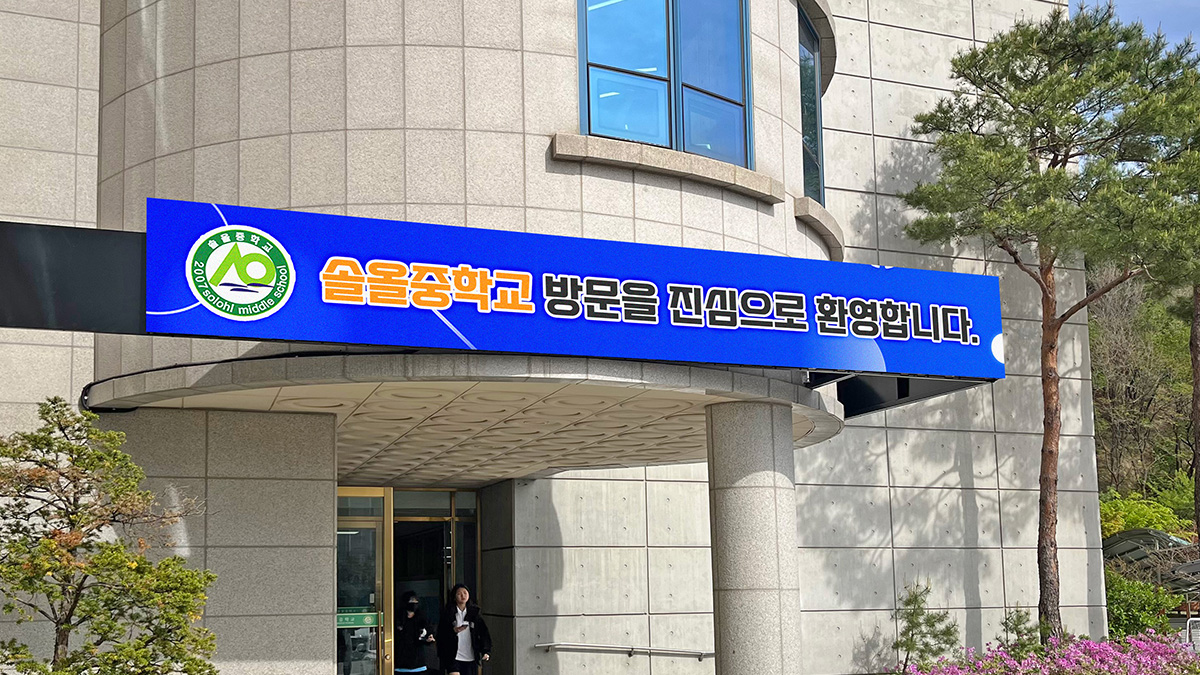 솔올중학교
2007 solohl middle school
솔올중학교 방문을 진심으로 환영합니다.